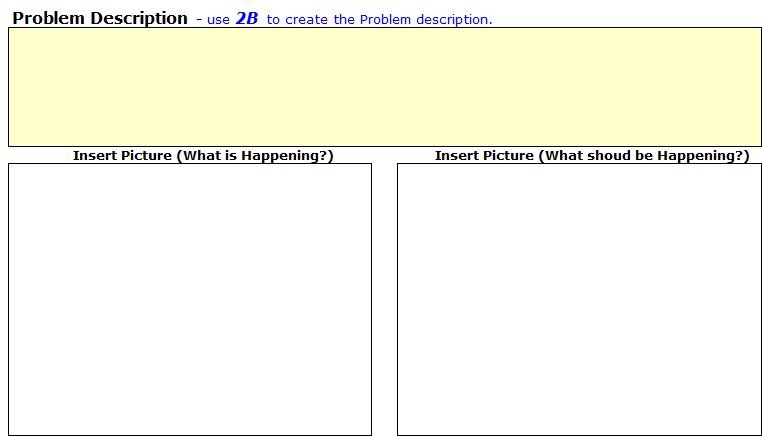 Problem Description - use 2B to create the Problem description.
Insert Picture (What is Happening?) Insert Picture (What shoud be Happening?)